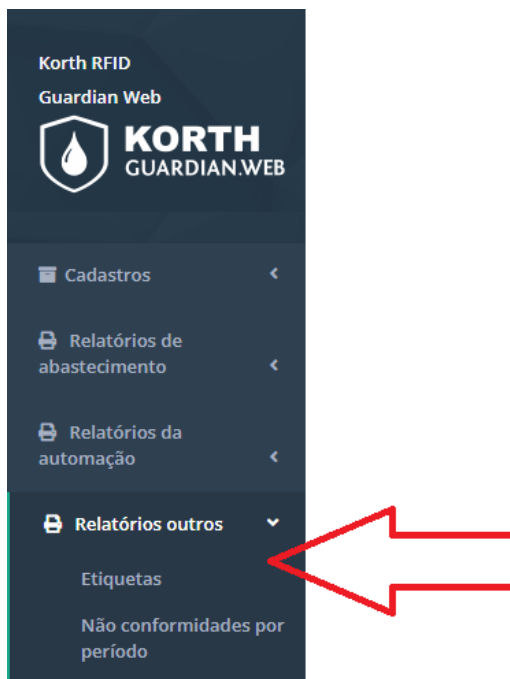 Korth RFID
Guardian Web
KORTH
GUARDIAN.WEB
Cadastros
Relatórios de
abastecimento
Relatórios da
automação
Relatórios outros
Etiquetas
Não conformidades por
período